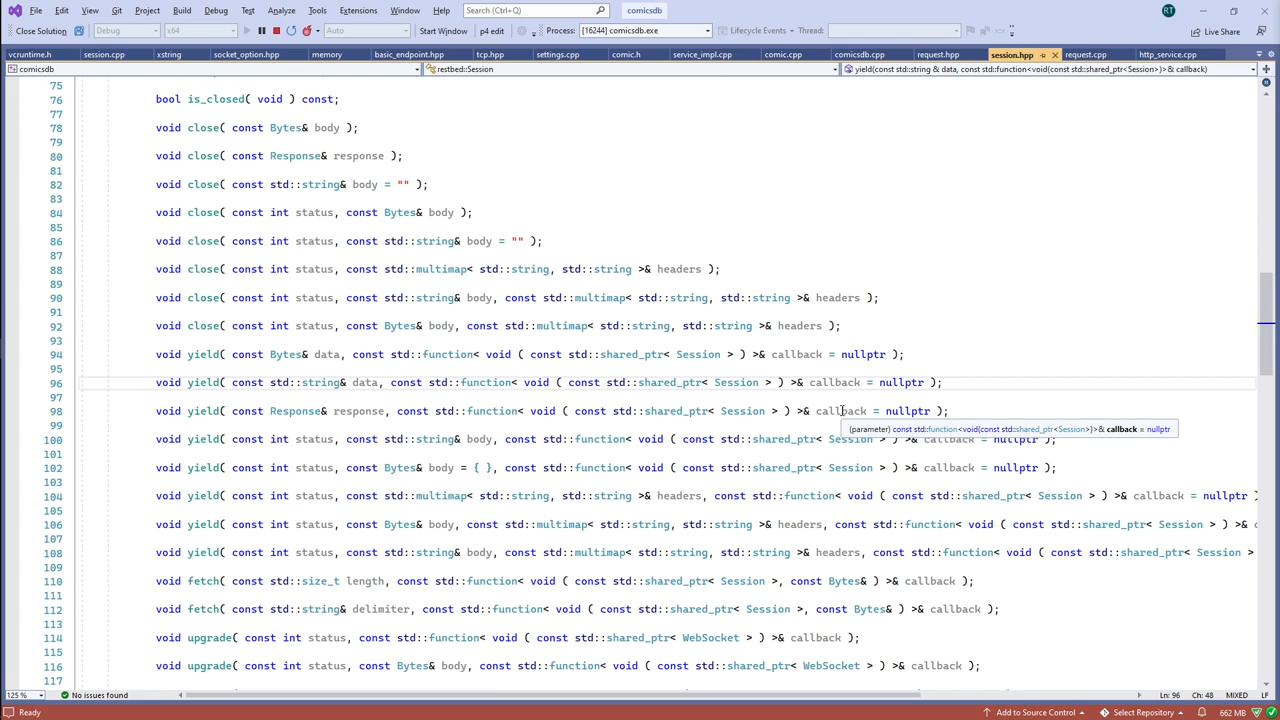 File Edit View Git Project Build Debug Test Analyze Tools Extensions Window Help Search (Ctrl+Q) comicsdb RT
Close Solution Debug x64 Auto Start Window p4 edit Process: [16244] comicsdb.exe Lifecycle Events Thread: Live Share
vcruntime.h session.cpp xstring socket_option.hpp memory basic_endpoint.hpp tcp.hpp settings.cpp comic.h service_impl.cpp comic.cpp comicsdb.cpp request.hpp session.hpp request.cpp http_service.cpp
comicsdb restbed::Session yield(const std::string & data, const std::function<void(const std::shared_ptr<Session>)>& callback)
75
76 bool is_closed( void ) const;
77
78 void close( const Bytes& body );
79
80 void close( const Response& response );
81
82 void close( const std::string& body = "" );
83
84 void close( const int status, const Bytes& body );
85
86 void close( const int status, const std::string& body = "" );
87
88 void close( const int status, const std::multimap< std::string, std::string >& headers );
89
90 void close( const int status, const std::string& body, const std::multimap< std::string, std::string >& headers );
91
92 void close( const int status, const Bytes& body, const std::multimap< std::string, std::string >& headers );
93
94 void yield( const Bytes& data, const std::function< void ( const std::shared_ptr< Session > ) >& callback = nullptr );
95
96 void yield( const std::string& data, const std::function< void ( const std::shared_ptr< Session > ) >& callback = nullptr );
97
98 void yield( const Response& response, const std::function< void ( const std::shared_ptr< Session > ) >& callback = nullptr );
99 (parameter) const std::function<void(const std::shared_ptr<Session>)>& callback = nullptr
100 void yield( const int status, const std::string& body, const std::function< void ( const std::shared_ptr< Session > ) >& callback = nullptr );
101
102 void yield( const int status, const Bytes& body = { }, const std::function< void ( const std::shared_ptr< Session > ) >& callback = nullptr );
103
104 void yield( const int status, const std::multimap< std::string, std::string >& headers, const std::function< void ( const std::shared_ptr< Session > ) >& callback = nullptr )
105
106 void yield( const int status, const Bytes& body, const std::multimap< std::string, std::string >& headers, const std::function< void ( const std::shared_ptr< Session > ) >& c
107
108 void yield( const int status, const std::string& body, const std::multimap< std::string, std::string >& headers, const std::function< void ( const std::shared_ptr< Session >
109
110 void fetch( const std::size_t length, const std::function< void ( const std::shared_ptr< Session >, const Bytes& ) >& callback );
111
112 void fetch( const std::string& delimiter, const std::function< void ( const std::shared_ptr< Session >, const Bytes& ) >& callback );
113
114 void upgrade( const int status, const std::function< void ( const std::shared_ptr< WebSocket > ) >& callback );
115
116 void upgrade( const int status, const Bytes& body, const std::function< void ( const std::shared_ptr< WebSocket > ) >& callback );
117
125 % No issues found Ln: 96 Ch: 48 MIXED LF
Ready Add to Source Control Select Repository 662 MB